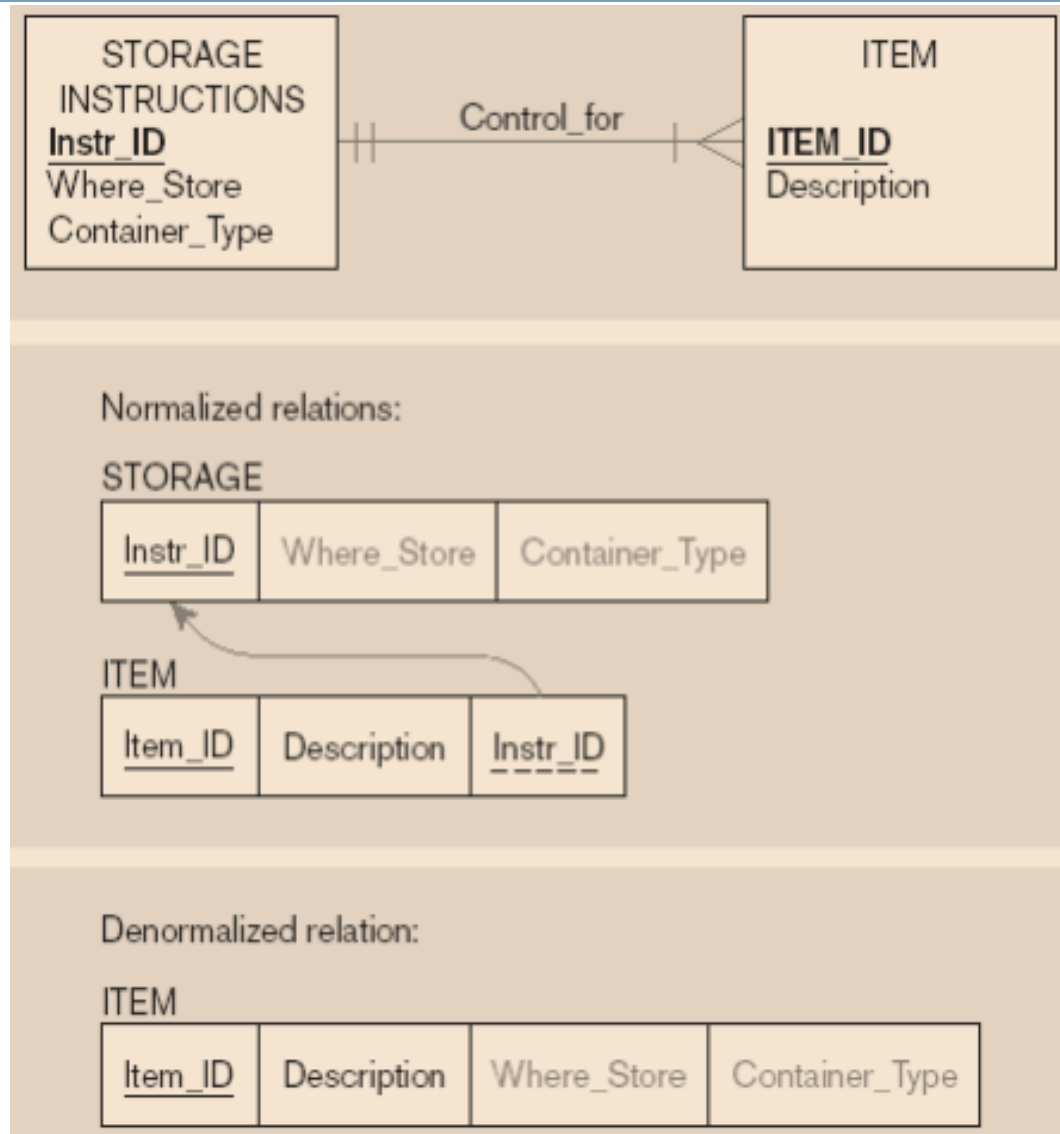 STORAGE
INSTRUCTIONS
Instr_ID
Where_Store
Container_Type
Control_for
ITEM
ITEM_ID
Description
Normalized relations:
STORAGE
Instr_ID Where_Store Container_Type
ITEM
Item_ID Description Instr_ID
Denormalized relation:
ITEM
Item_ID Description Where_Store Container_Type